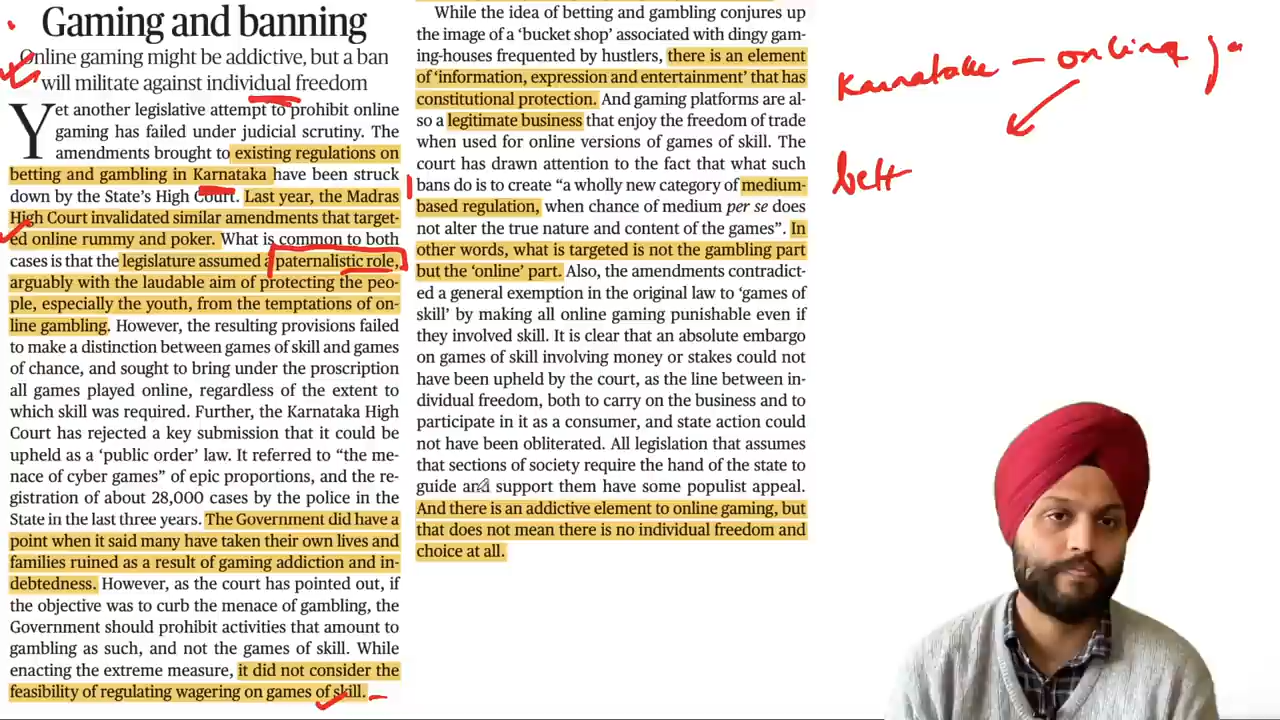 Gaming and banning
Online gaming might be addictive, but a ban
will militate against individual freedom
Yet another legislative attempt to prohibit online
gaming has failed under judicial scrutiny. The
amendments brought to existing regulations on
betting and gambling in Karnataka have been struck
down by the State's High Court. Last year, the Madras
High Court invalidated similar amendments that target-
ed online rummy and poker. What is common to both
cases is that the legislature assumed a paternalistic role,
arguably with the laudable aim of protecting the peo-
ple, especially the youth, from the temptations of on-
line gambling. However, the resulting provisions failed
to make a distinction between games of skill and games
of chance, and sought to bring under the proscription
all games played online, regardless of the extent to
which skill was required. Further, the Karnataka High
Court has rejected a key submission that it could be
upheld as a 'public order' law. It referred to "the me-
nace of cyber games" of epic proportions, and the re-
gistration of about 28,000 cases by the police in the
State in the last three years. The Government did have a
point when it said many have taken their own lives and
families ruined as a result of gaming addiction and in-
debtedness. However, as the court has pointed out, if
the objective was to curb the menace of gambling, the
Government should prohibit activities that amount to
gambling as such, and not the games of skill. While
enacting the extreme measure, it did not consider the
feasibility of regulating wagering on games of skill.
While the idea of betting and gambling conjures up
the image of a 'bucket shop' associated with dingy gam-
ing-houses frequented by hustlers, there is an element
of 'information, expression and entertainment' that has
constitutional protection. And gaming platforms are al-
so a legitimate business that enjoy the freedom of trade
when used for online versions of games of skill. The
court has drawn attention to the fact that what such
bans do is to create "a wholly new category of medium-
based regulation, when chance of medium per se does
not alter the true nature and content of the games". In
other words, what is targeted is not the gambling part
but the 'online' part. Also, the amendments contradict-
ed a general exemption in the original law to 'games of
skill' by making all online gaming punishable even if
they involved skill. It is clear that an absolute embargo
on games of skill involving money or stakes could not
have been upheld by the court, as the line between in-
dividual freedom, both to carry on the business and to
participate in it as a consumer, and state action could
not have been obliterated. All legislation that assumes
that sections of society require the hand of the state to
guide and support them have some populist appeal.
And there is an addictive element to online gaming, but
that does not mean there is no individual freedom and
choice at all.
Karnataka – online
bett